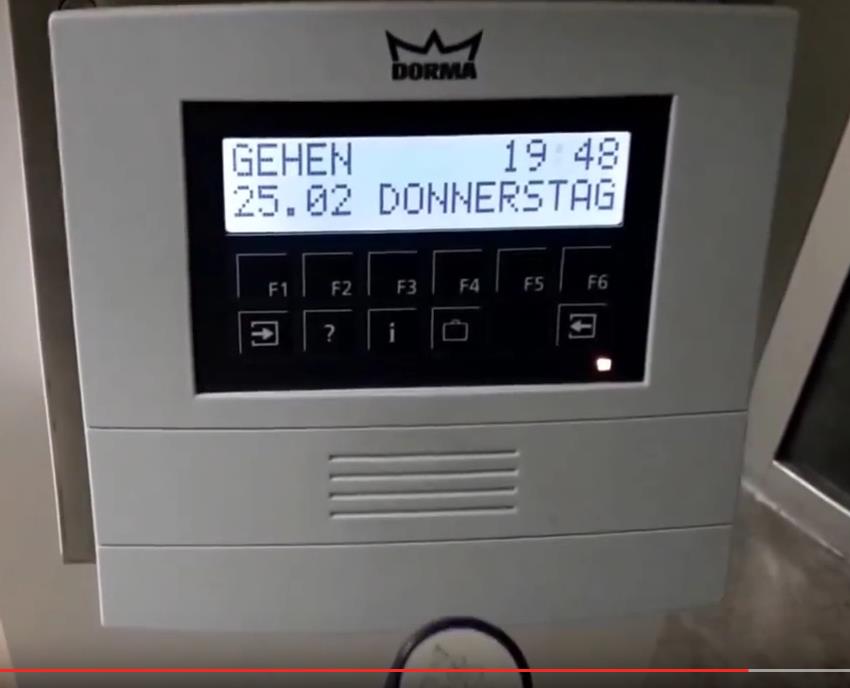 DORMA
GEHEN 19:48
25.02 DONNERSTAG
F1 F2 F3 F4 F5 F6
? i